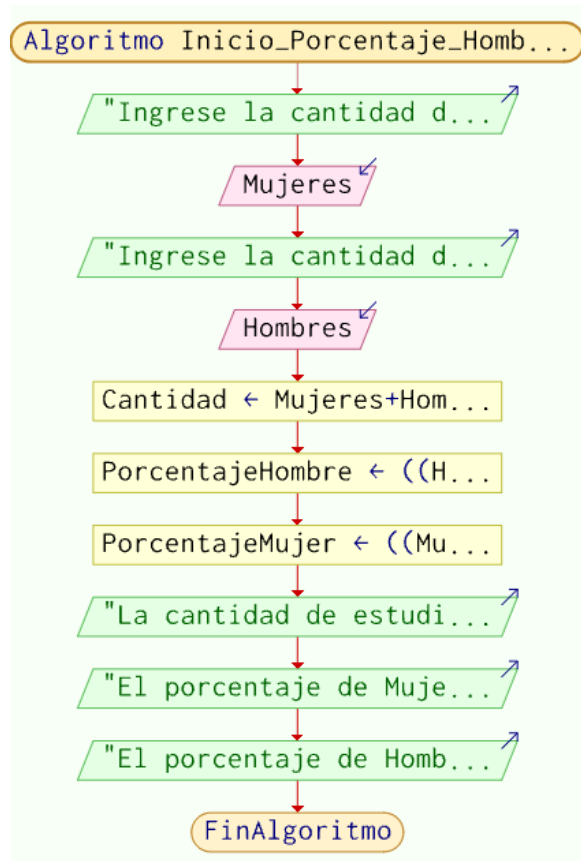 Algoritmo Inicio_Porcentaje_Homb...
"Ingrese la cantidad d...
Mujeres
"Ingrese la cantidad d...
Hombres
Cantidad ← Mujeres+Hom...
PorcentajeHombre ← ((H...
PorcentajeMujer ← ((Mu...
"La cantidad de estudi...
"El porcentaje de Muje...
"El porcentaje de Homb...
FinAlgoritmo